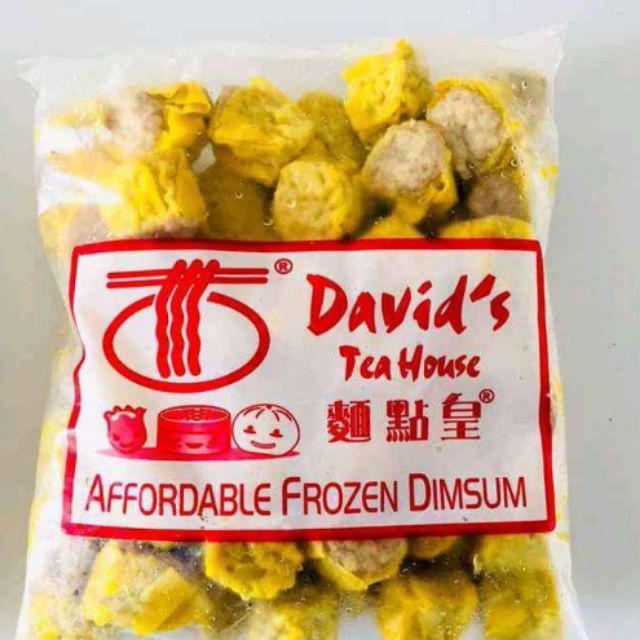 ®
David's
Tea House
麵點皇®
AFFORDABLE FROZEN DIMSUM